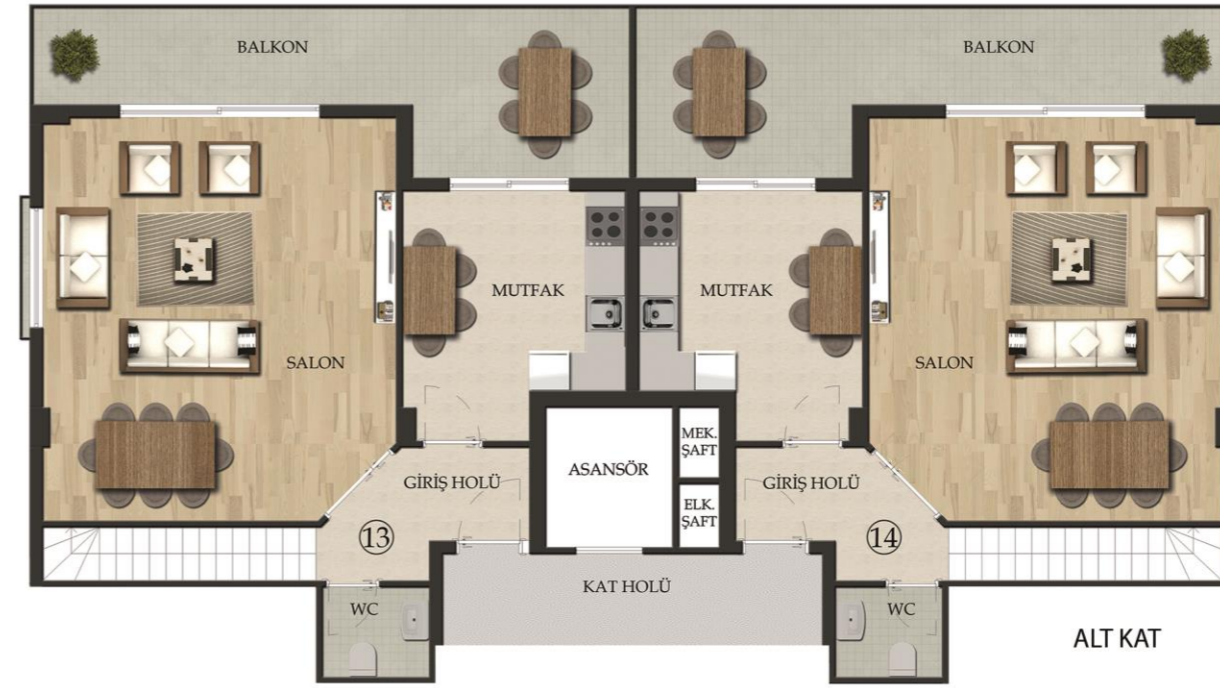 BALKON
BALKON
MUTFAK
MUTFAK
SALON
SALON
MEK.
ŞAFT
ASANSÖR
GİRİŞ HOLÜ
GİRİŞ HOLÜ
ELK.
ŞAFT
13
14
KAT HOLÜ
WC
WC
ALT KAT